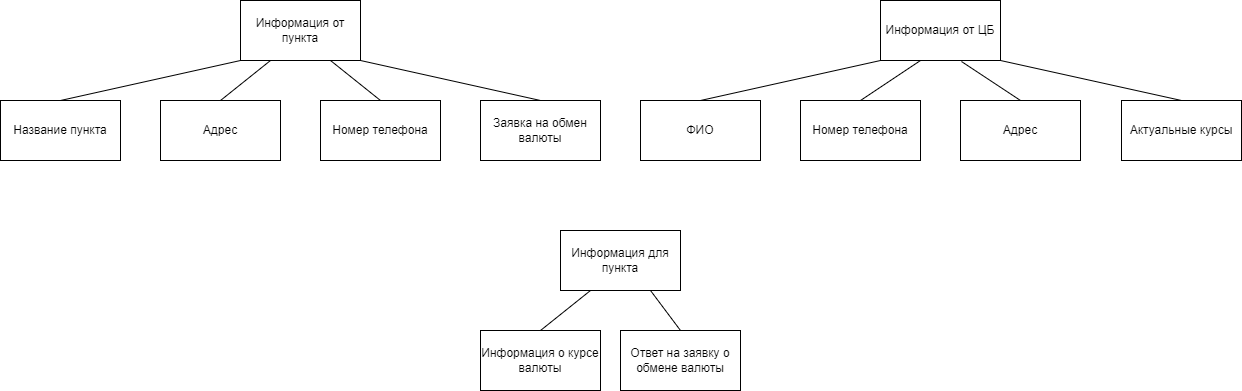 Информация от
пункта
Информация от ЦБ
Название пункта
Адрес
Номер телефона
Заявка на обмен
валюты
ФИО
Номер телефона
Адрес
Актуальные курсы
Информация для
пункта
Информация о курсе
валюты
Ответ на заявку о
обмене валюты